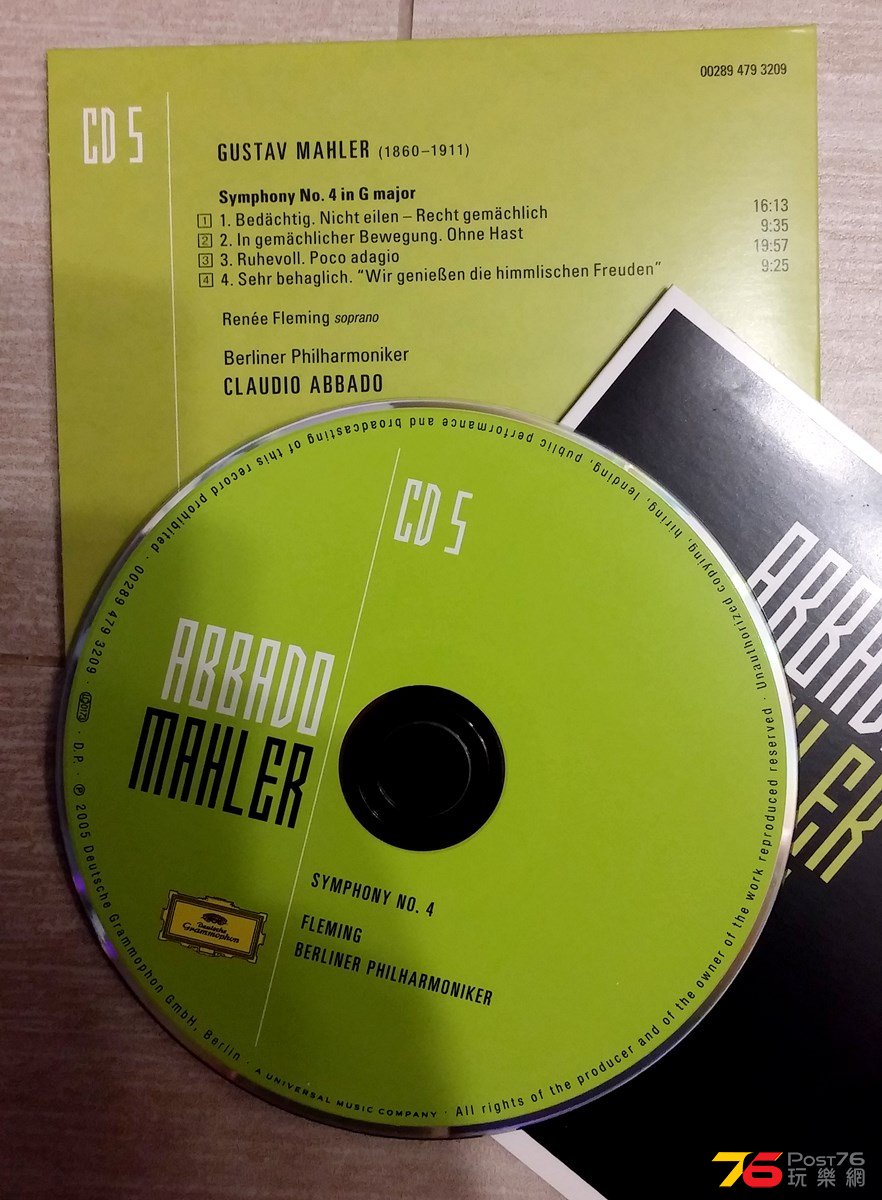 00289 479 3209
CD 5
GUSTAV MAHLER (1860–1911)
Symphony No. 4 in G major
1 1. Bedächtig. Nicht eilen – Recht gemächlich 16:13
2 2. In gemächlicher Bewegung. Ohne Hast 9:35
3 3. Ruhevoll. Poco adagio 19:57
4 4. Sehr behaglich. “Wir genießen die himmlischen Freuden” 9:25
Renée Fleming soprano
Berliner Philharmoniker
CLAUDIO ABBADO
CD 5
ABBADO
MAHLER
SYMPHONY NO. 4
FLEMING
BERLINER PHILHARMONIKER
Deutsche
Grammophon
00289 479 3209 · D.P. · ℗ 2005 Deutsche Grammophon GmbH, Berlin · A UNIVERSAL MUSIC COMPANY · All rights of the producer and of the owner of the work reproduced reserved · Unauthorized copying, hiring, lending, public performance and broadcasting of this record prohibited ·
ABBAD
HLER
76 POST76
玩樂網